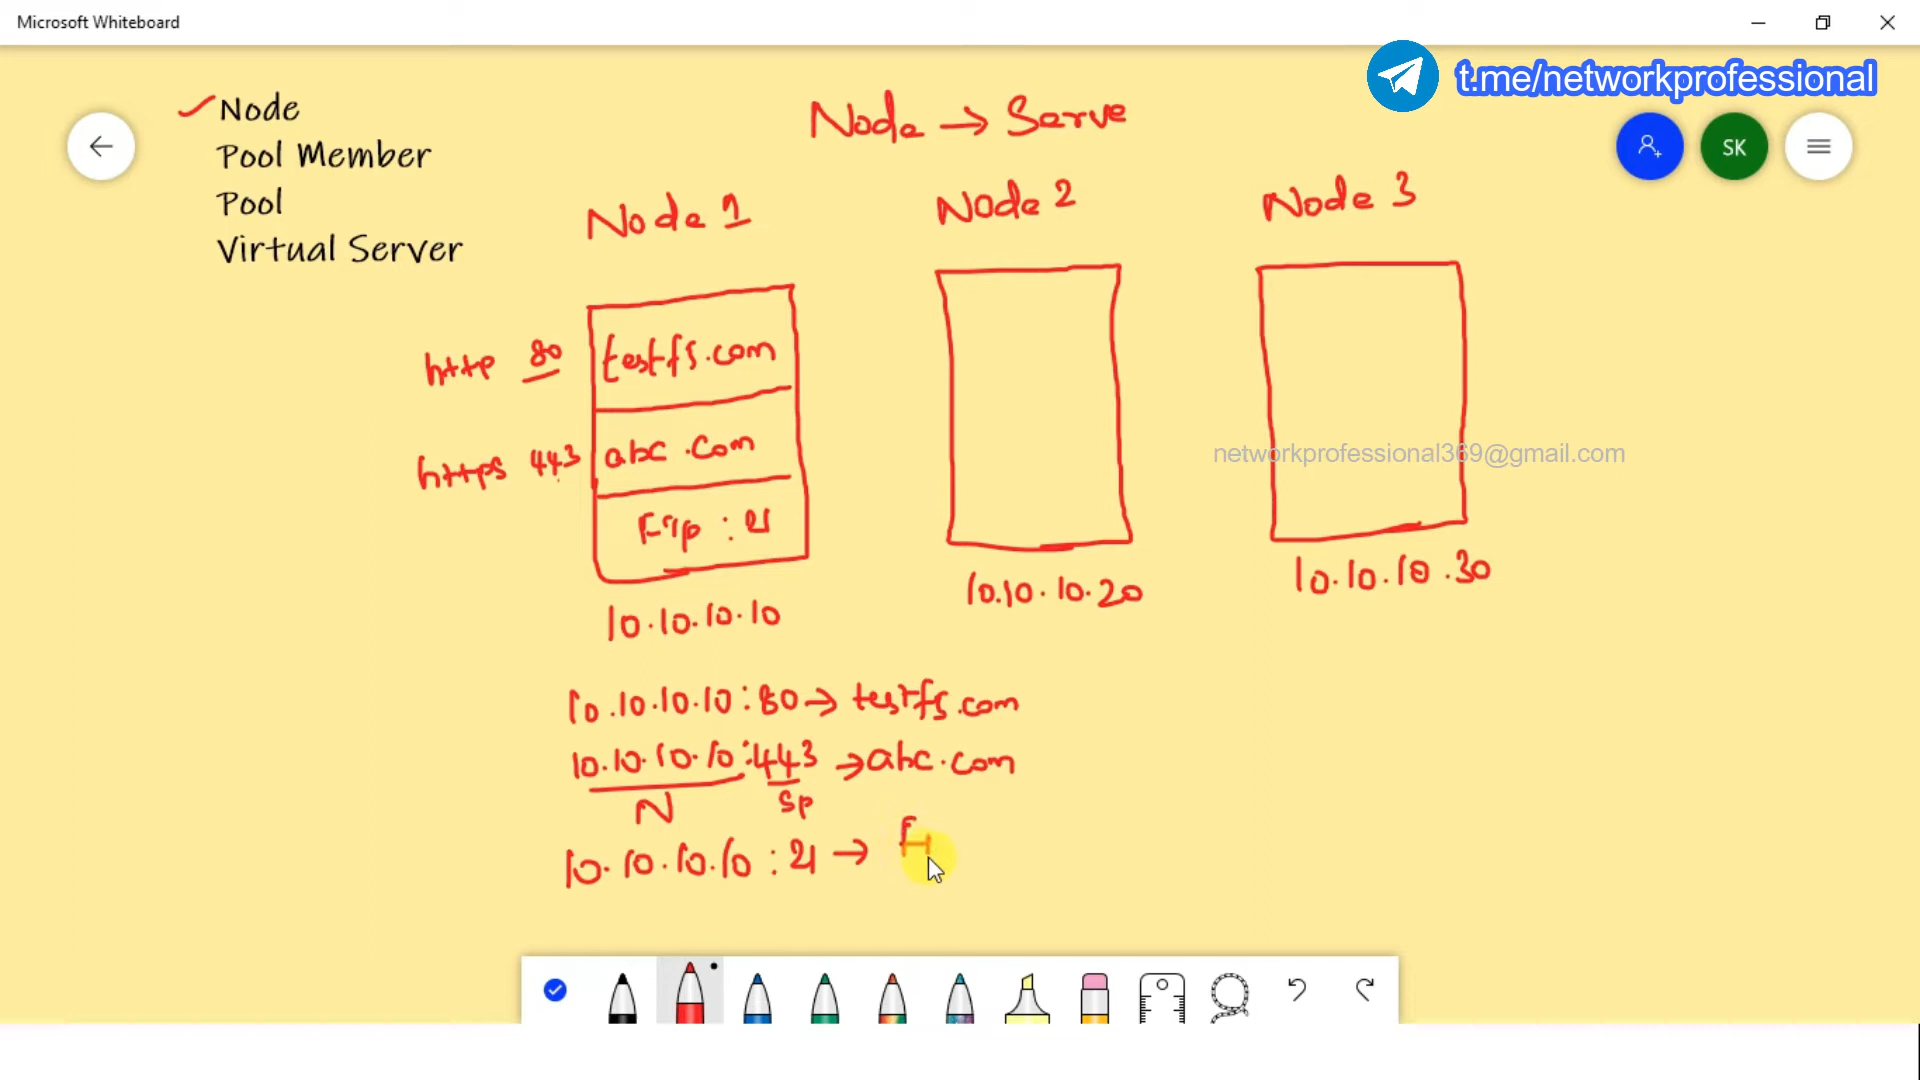 Microsoft Whiteboard
t.me/networkprofessional
Node
Pool Member
Pool
Virtual Server
Node → Serve
SK
Node 1
Node 2
Node 3
http 80
testfs.com
https 443
abc.com
Ftp : 21
networkprofessional369@gmail.com
10.10.10.10
10.10.10.20
10.10.10.30
10.10.10.10:80 → testfs.com
10.10.10.10:443 → abc.com
N
SP
10.10.10.10:21 →